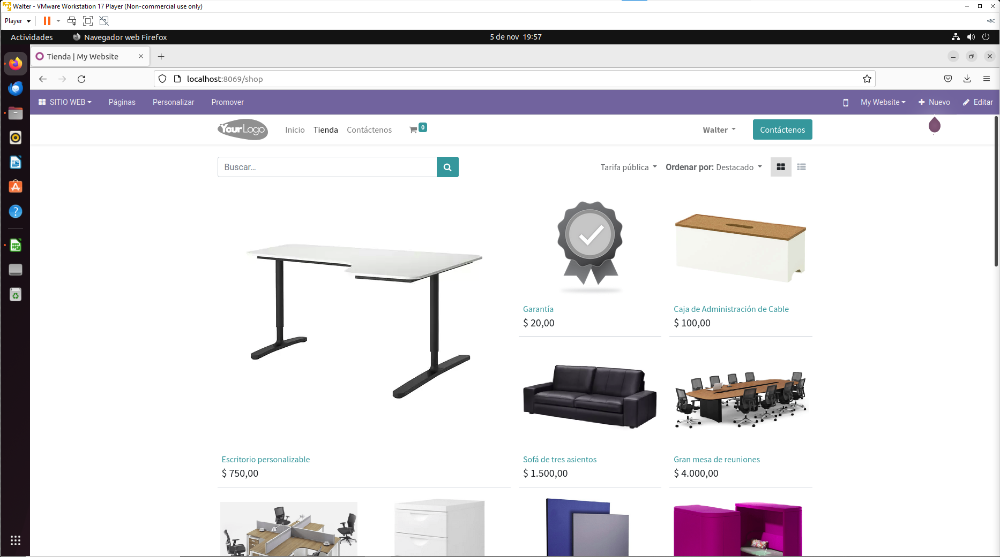 Walter - VMware Workstation 17 Player (Non-commercial use only)
Player
Actividades Navegador web Firefox 5 de nov 19:57
Tienda | My Website
localhost:8069/shop
SITIO WEB Páginas Personalizar Promover My Website Nuevo Editar
YourLogo Inicio Tienda Contáctenos 0 Walter Contáctenos
Buscar... Tarifa pública Ordenar por: Destacado
Garantía Caja de Administración de Cable
$ 20,00 $ 100,00
Escritorio personalizable Sofá de tres asientos Gran mesa de reuniones
$ 750,00 $ 1.500,00 $ 4.000,00